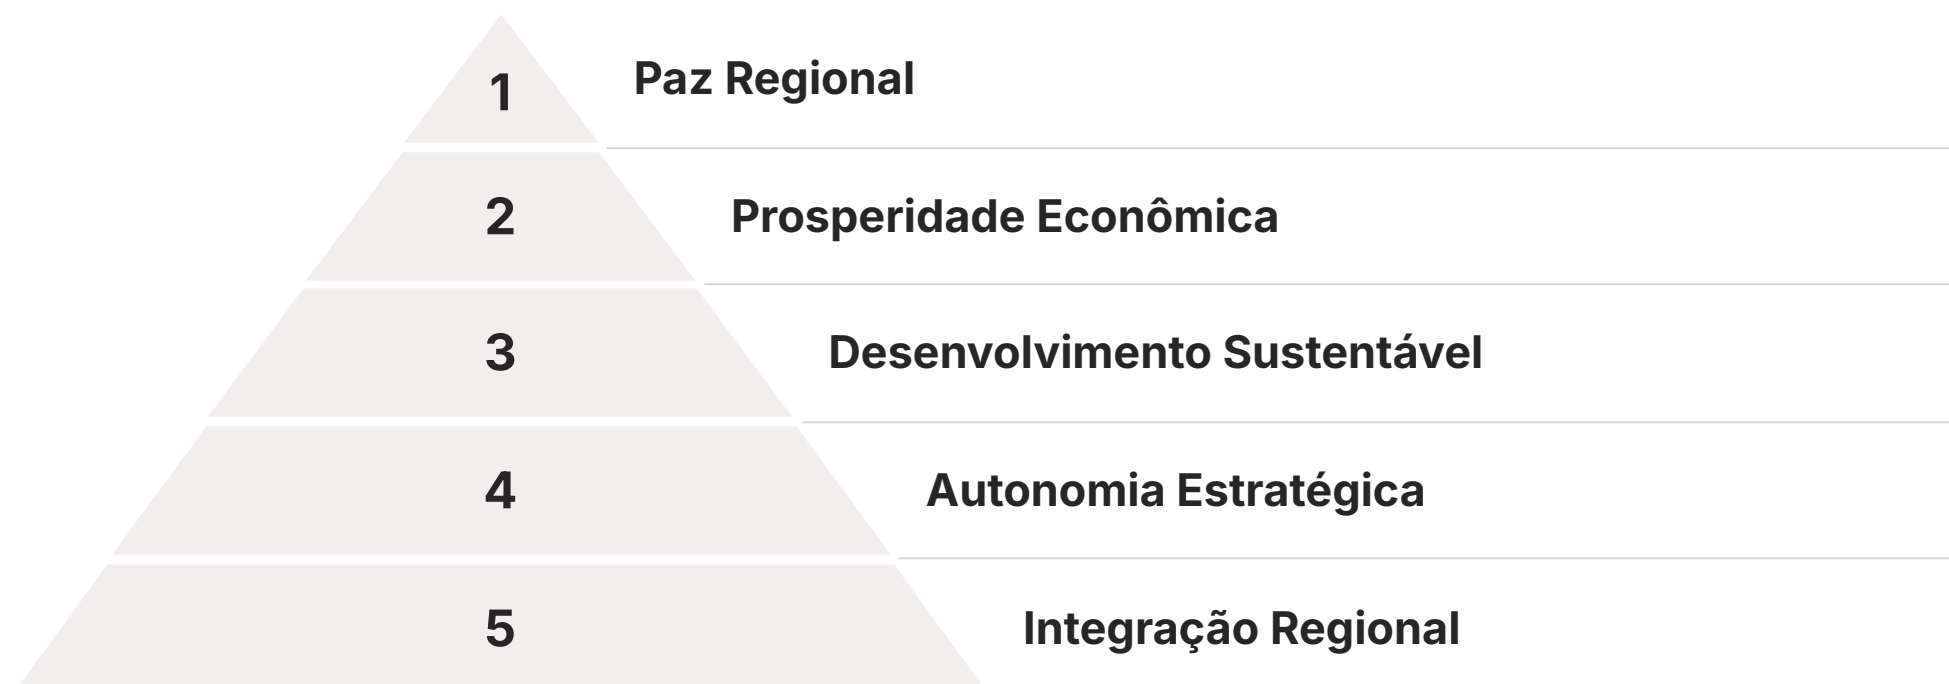 1
Paz Regional
2
Prosperidade Econômica
3
Desenvolvimento Sustentável
4
Autonomia Estratégica
5
Integração Regional